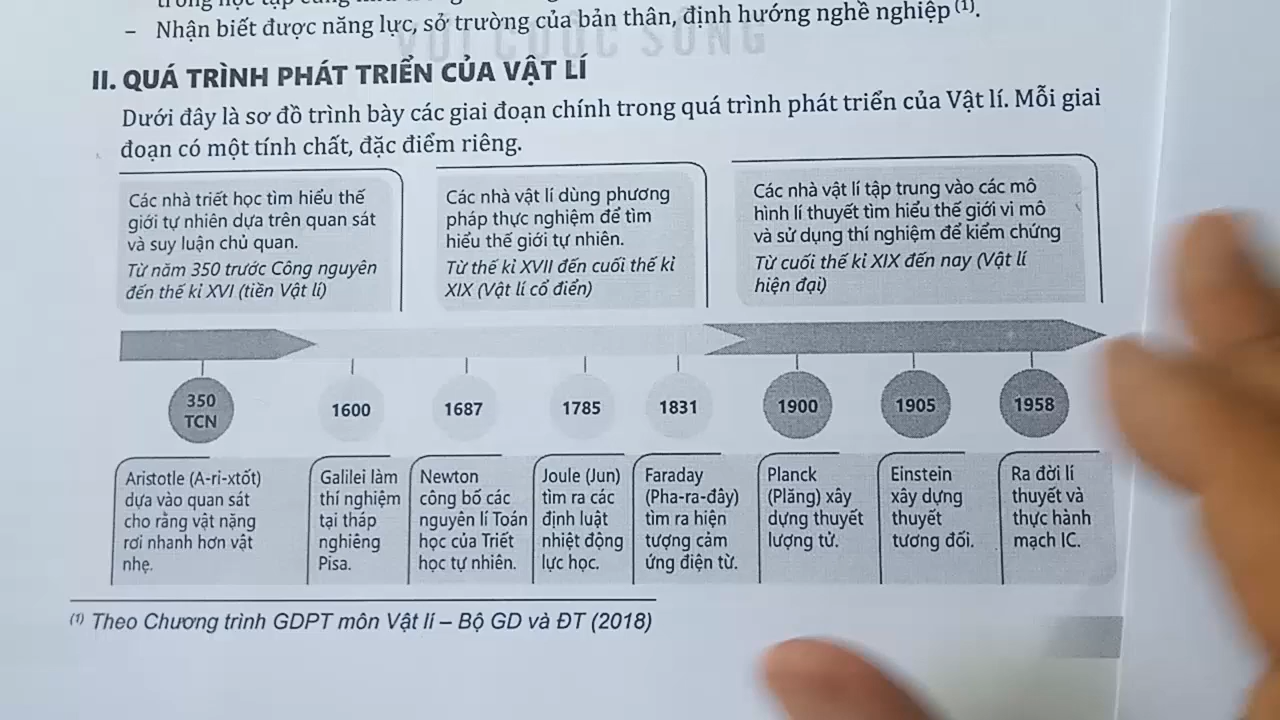 – Nhận biết được năng lực, sở trường của bản thân, định hướng nghề nghiệp (1).
VỚI CUỘC SỐNG
II. QUÁ TRÌNH PHÁT TRIỂN CỦA VẬT LÍ
Dưới đây là sơ đồ trình bày các giai đoạn chính trong quá trình phát triển của Vật lí. Mỗi giai
đoạn có một tính chất, đặc điểm riêng.
Các nhà triết học tìm hiểu thế
giới tự nhiên dựa trên quan sát
và suy luận chủ quan.
Từ năm 350 trước Công nguyên
đến thế kỉ XVI (tiền Vật lí)
Các nhà vật lí dùng phương
pháp thực nghiệm để tìm
hiểu thế giới tự nhiên.
Từ thế kỉ XVII đến cuối thế kỉ
XIX (Vật lí cổ điển)
Các nhà vật lí tập trung vào các mô
hình lí thuyết tìm hiểu thế giới vi mô
và sử dụng thí nghiệm để kiểm chứng
Từ cuối thế kỉ XIX đến nay (Vật lí
hiện đại)
350
TCN
1600
1687
1785
1831
1900
1905
1958
Aristotle (A-ri-xtốt)
dựa vào quan sát
cho rằng vật nặng
rơi nhanh hơn vật
nhẹ.
Galilei làm
thí nghiệm
tại tháp
nghiêng
Pisa.
Newton
công bố các
nguyên lí Toán
học của Triết
học tự nhiên.
Joule (Jun)
tìm ra các
định luật
nhiệt động
lực học.
Faraday
(Pha-ra-đây)
tìm ra hiện
tượng cảm
ứng điện từ.
Planck
(Plăng) xây
dựng thuyết
lượng tử.
Einstein
xây dựng
thuyết
tương đối.
Ra đời lí
thuyết và
thực hành
mạch IC.
(1) Theo Chương trình GDPT môn Vật lí – Bộ GD và ĐT (2018)